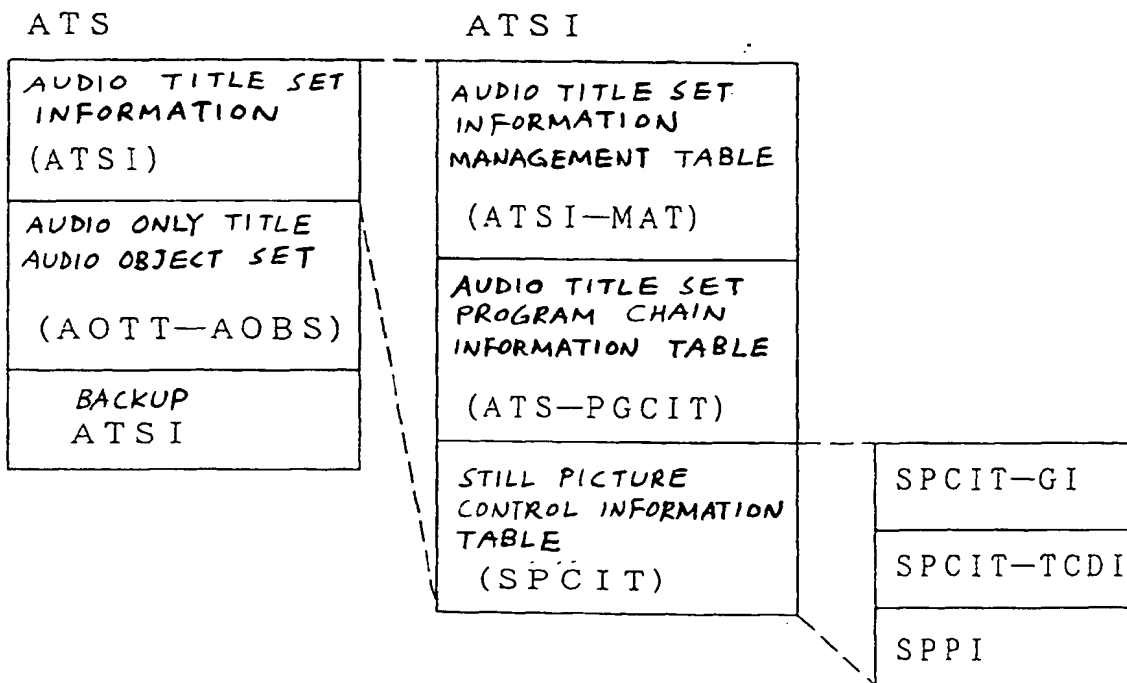 ATS
AUDIO TITLE SET
INFORMATION
(ATSI)
AUDIO ONLY TITLE
AUDIO OBJECT SET
(AOTT—AOBS)
BACKUP
ATSI
ATSI
AUDIO TITLE SET
INFORMATION
MANAGEMENT TABLE
(ATSI—MAT)
AUDIO TITLE SET
PROGRAM CHAIN
INFORMATION TABLE
(ATS—PGCIT)
STILL PICTURE
CONTROL INFORMATION
TABLE
(SPCIT)
SPCIT—GI
SPCIT—TCDI
SPPI